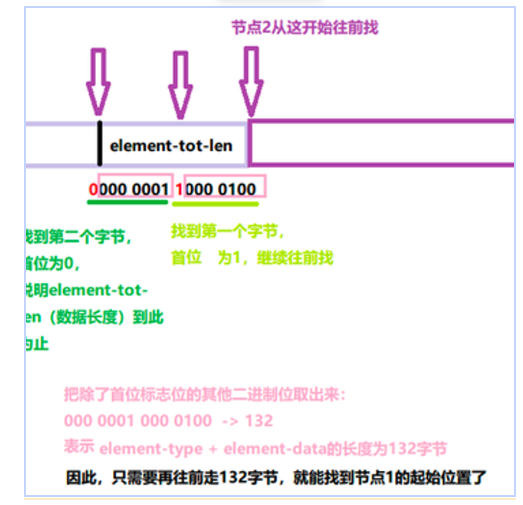 节点2从这开始往前找
element-tot-len
0000 0001 1000 0100
找到第二个字节，
首位为0，
说明element-tot-
len（数据长度）到此
为止
找到第一个字节，
首位 为1，继续往前找
把除了首位标志位的其他二进制位取出来：
000 0001 000 0100 -> 132
表示 element-type + element-data的长度为132字节
因此，只需要再往前走132字节，就能找到节点1的起始位置了